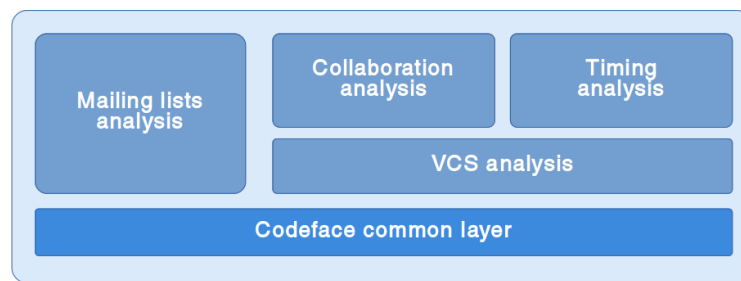 Mailing lists
analysis
Collaboration
analysis
Timing
analysis
VCS analysis
Codeface common layer